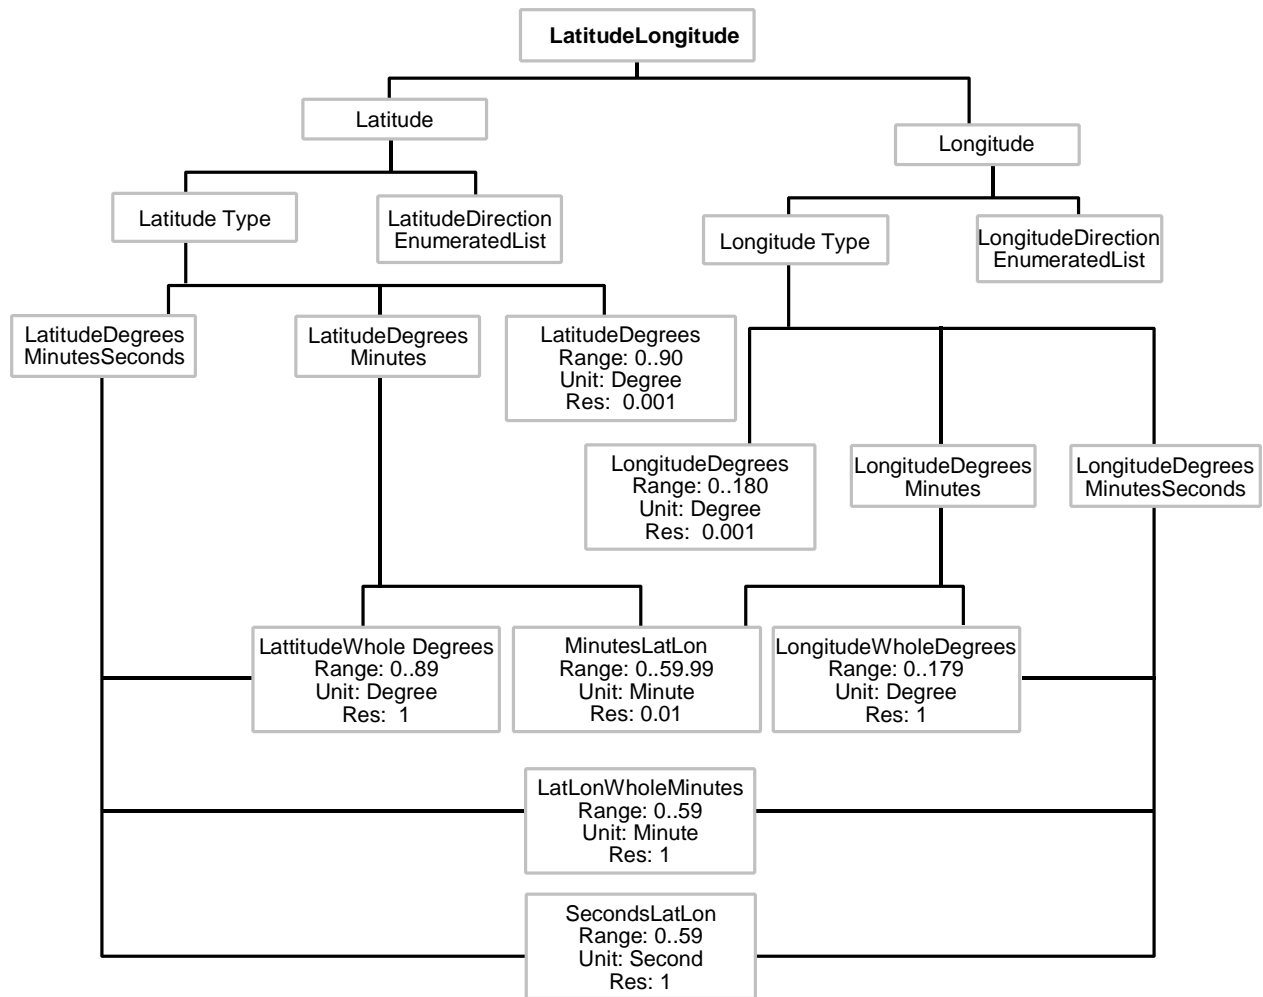 LatitudeLongitude
Latitude
Longitude
Latitude Type
LatitudeDirection
EnumeratedList
Longitude Type
LongitudeDirection
EnumeratedList
LatitudeDegrees
MinutesSeconds
LatitudeDegrees
Minutes
LatitudeDegrees
Range: 0..90
Unit: Degree
Res: 0.001
LongitudeDegrees
Range: 0..180
Unit: Degree
Res: 0.001
LongitudeDegrees
Minutes
LongitudeDegrees
MinutesSeconds
LattitudeWhole Degrees
Range: 0..89
Unit: Degree
Res: 1
MinutesLatLon
Range: 0..59.99
Unit: Minute
Res: 0.01
LongitudeWholeDegrees
Range: 0..179
Unit: Degree
Res: 1
LatLonWholeMinutes
Range: 0..59
Unit: Minute
Res: 1
SecondsLatLon
Range: 0..59
Unit: Second
Res: 1